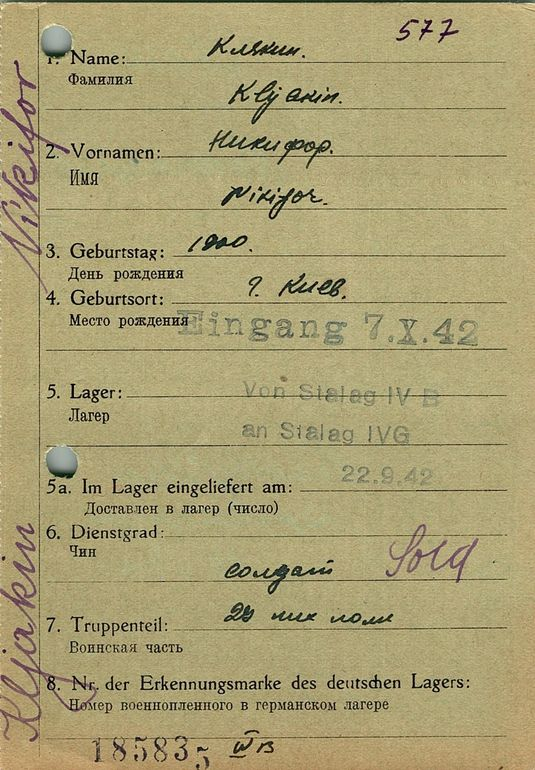 577
1. Name: Клякин.
Фамилия
Kljakin.
2. Vornamen: Никифор.
Имя
Nikifor.
3. Geburtstag: 1900.
День рождения
4. Geburtsort: г. Киев.
Место рождения
Eingang 7.X.42
5. Lager: Von Stalag IV B
Лагер
an Stalag IVG
22.9.42
5a. Im Lager eingeliefert am:
Доставлен в лагер (число)
6. Dienstgrad:
Чин
солдат Sold
7. Truppenteil: пех полк
Воинская часть
8. Nr. der Erkennungsmarke des deutschen Lagers:
Номер военнопленного в германском лагере
185835 IV B
Kljakin Nikifor